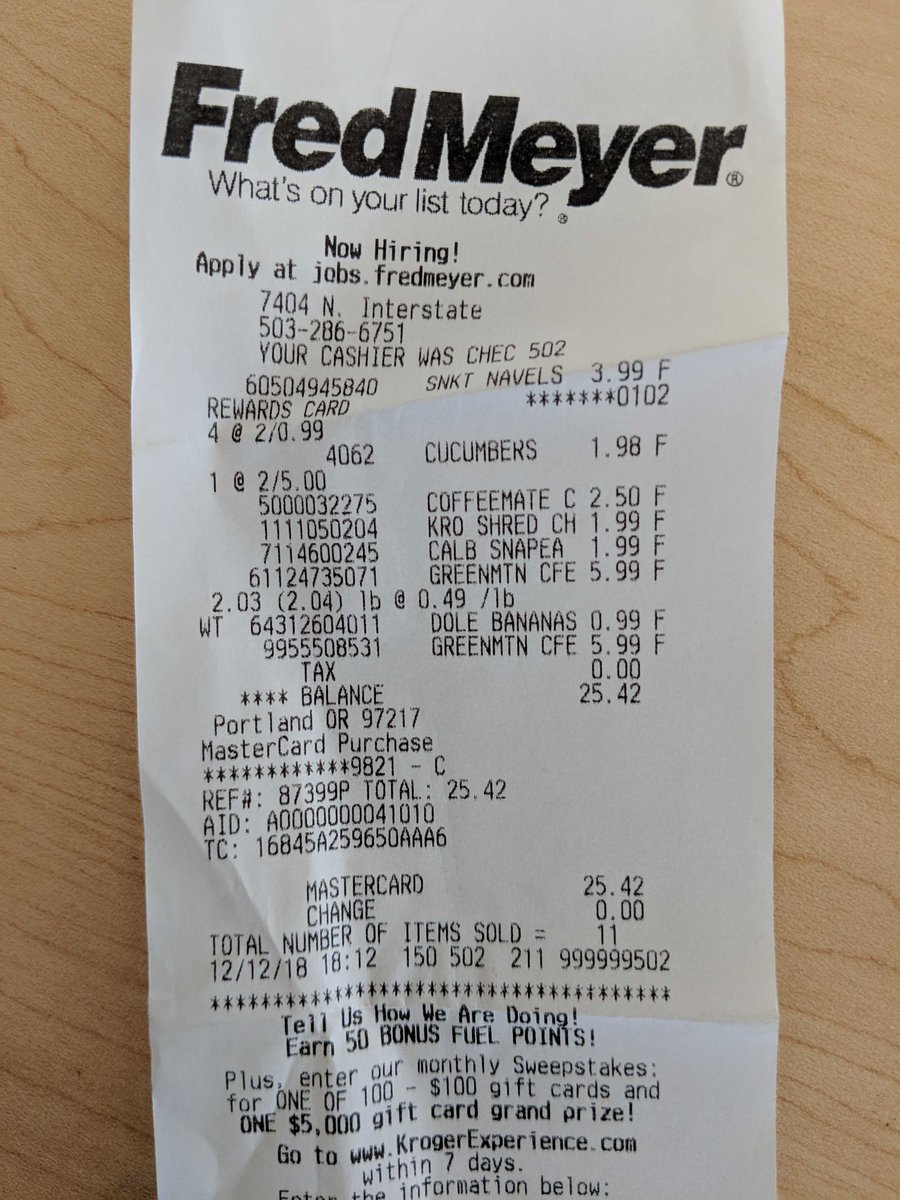 FredMeyer®
What's on your list today?®
Now Hiring!
Apply at jobs.fredmeyer.com
7404 N. Interstate
503-286-6751
YOUR CASHIER WAS CHEC 502
60504945840 SNKT NAVELS 3.99 F
REWARDS CARD *******0102
4 @ 2/0.99
4062 CUCUMBERS 1.98 F
1 @ 2/5.00
5000032275 COFFEEMATE C 2.50 F
1111050204 KRO SHRED CH 1.99 F
7114600245 CALB SNAPEA 1.99 F
61124735071 GREENMTN CFE 5.99 F
2.03 (2.04) lb @ 0.49 /lb
WT 64312604011 DOLE BANANAS 0.99 F
9955508531 GREENMTN CFE 5.99 F
TAX 0.00
**** BALANCE 25.42
Portland OR 97217
MasterCard Purchase
************9821 - C
REF#: 87399P TOTAL: 25.42
AID: A0000000041010
TC: 16845A259650AAA6
MASTERCARD 25.42
CHANGE 0.00
TOTAL NUMBER OF ITEMS SOLD = 11
12/12/18 18:12 150 502 211 999999502
****************************************
Tell Us How We Are Doing!
Earn 50 BONUS FUEL POINTS!
Plus, enter our monthly Sweepstakes:
for ONE OF 100 - $100 gift cards and
ONE $5,000 gift card grand prize!
Go to www.KrogerExperience.com
within 7 days.
Enter the information below: